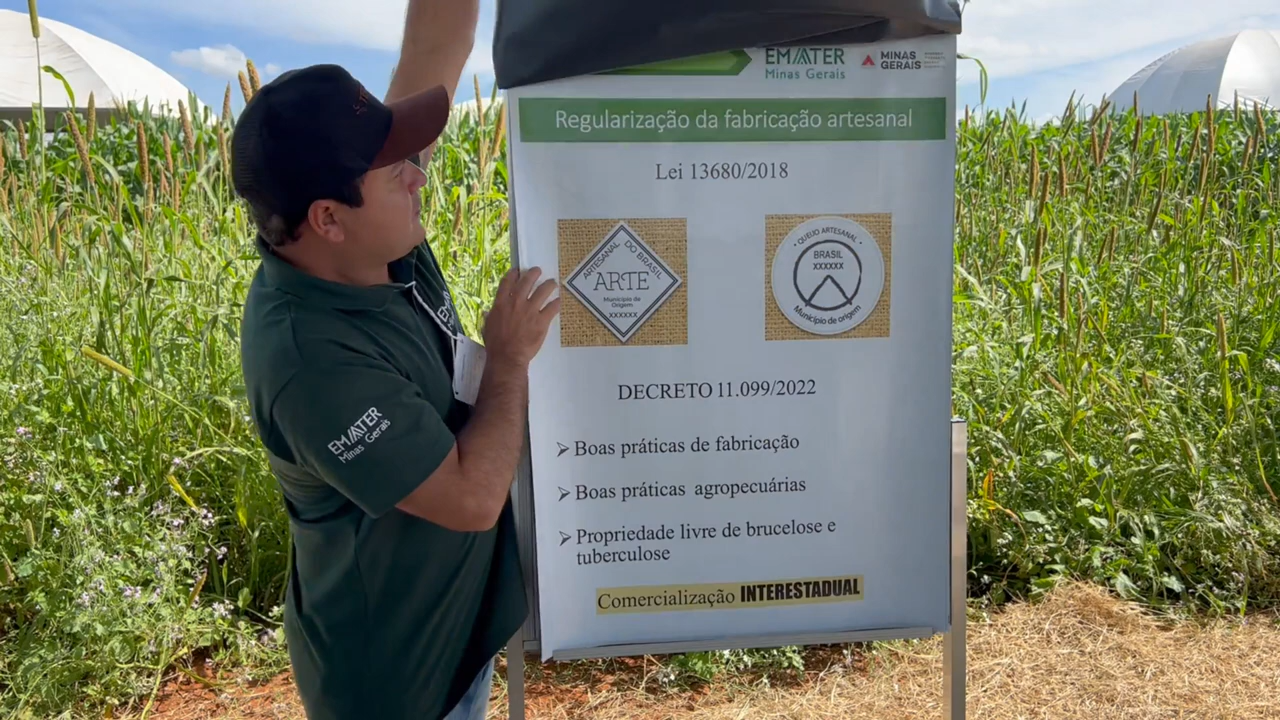 EMATER
Minas Gerais
MINAS
GERAIS
Regularização da fabricação artesanal
Lei 13680/2018
ARTESANAL DO BRASIL
ARTE
Município de
Origem
XXXXXX
• QUEIJO ARTESANAL •
BRASIL
XXXXXX
Município de origem
DECRETO 11.099/2022
➢ Boas práticas de fabricação
➢ Boas práticas agropecuárias
➢ Propriedade livre de brucelose e
tuberculose
Comercialização INTERESTADUAL
EMATER
Minas Gerais